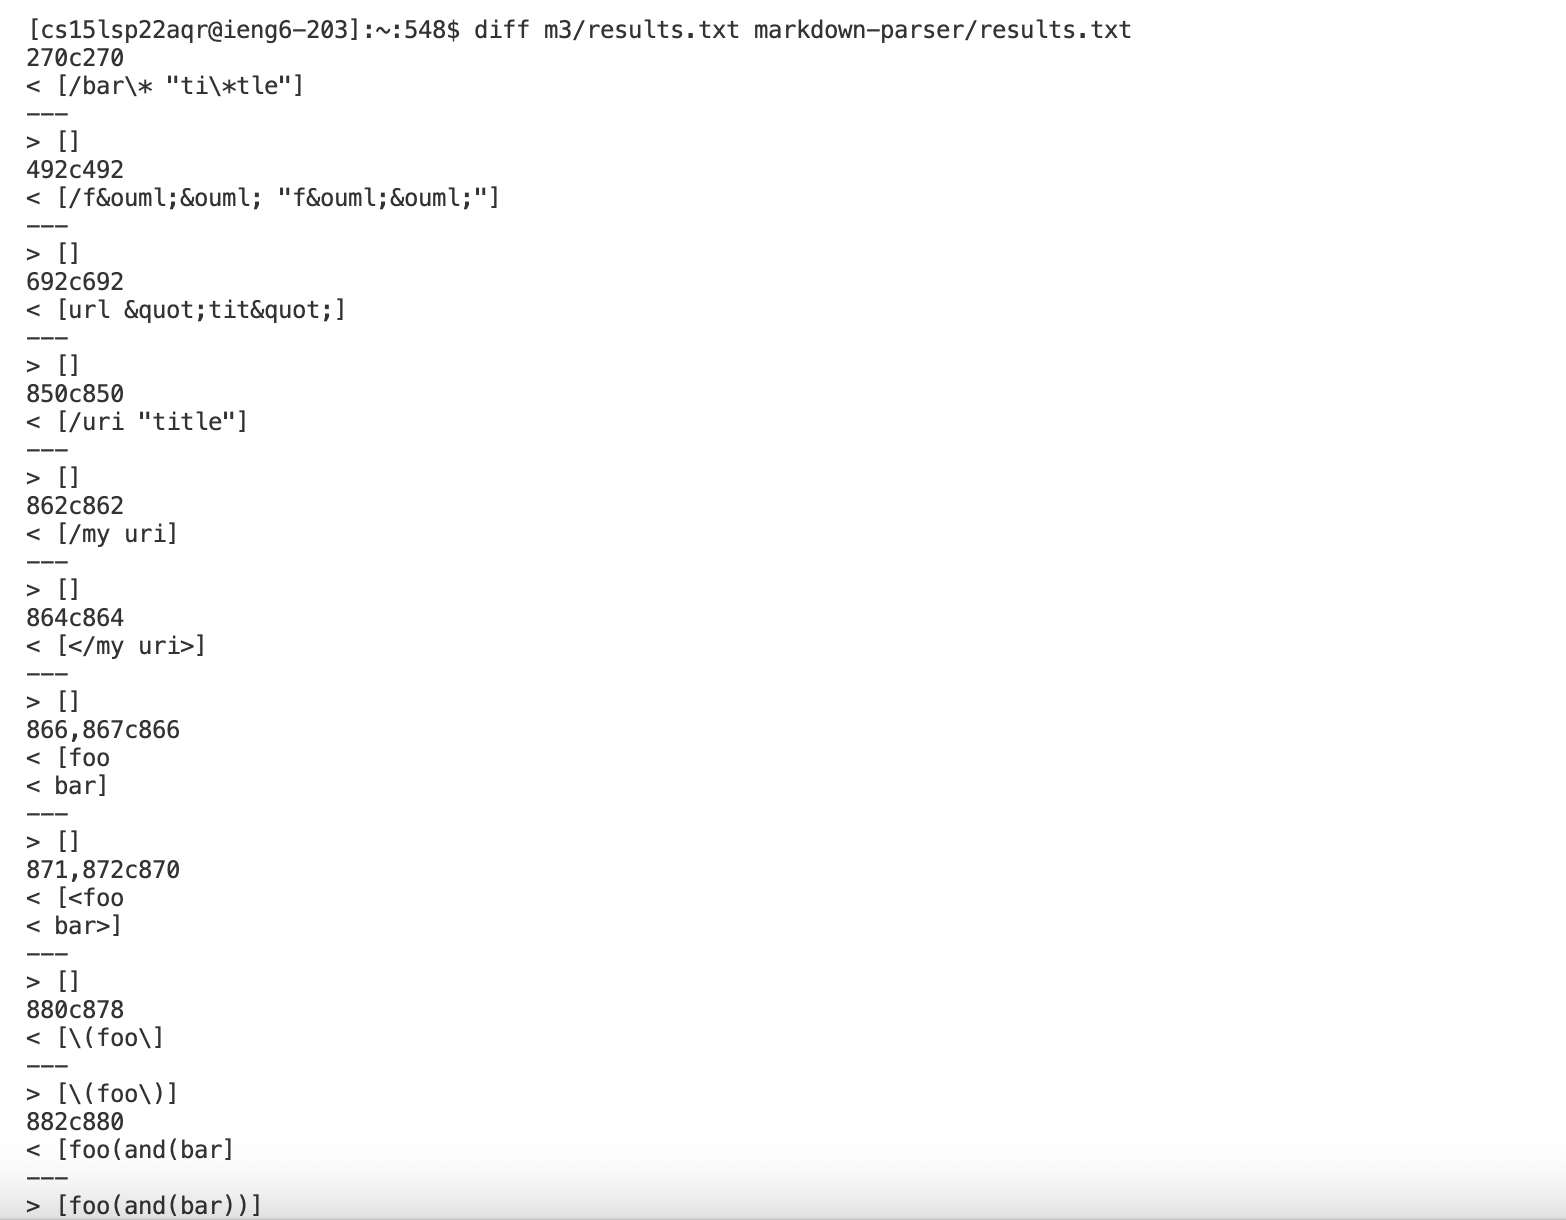 [cs15lsp22aqr@ieng6-203]:~:548$ diff m3/results.txt markdown-parser/results.txt
270c270
< [/bar\* "ti\*tle"]
---
> []
492c492
< [/f&ouml;&ouml; "f&ouml;&ouml;"]
---
> []
692c692
< [url &quot;tit&quot;]
---
> []
850c850
< [/uri "title"]
---
> []
862c862
< [/my uri]
---
> []
864c864
< [</my uri>]
---
> []
866,867c866
< [foo
< bar]
---
> []
871,872c870
< [<foo
< bar>]
---
> []
880c878
< [\(foo\]
---
> [\(foo\)]
882c880
< [foo(and(bar]
---
> [foo(and(bar))]